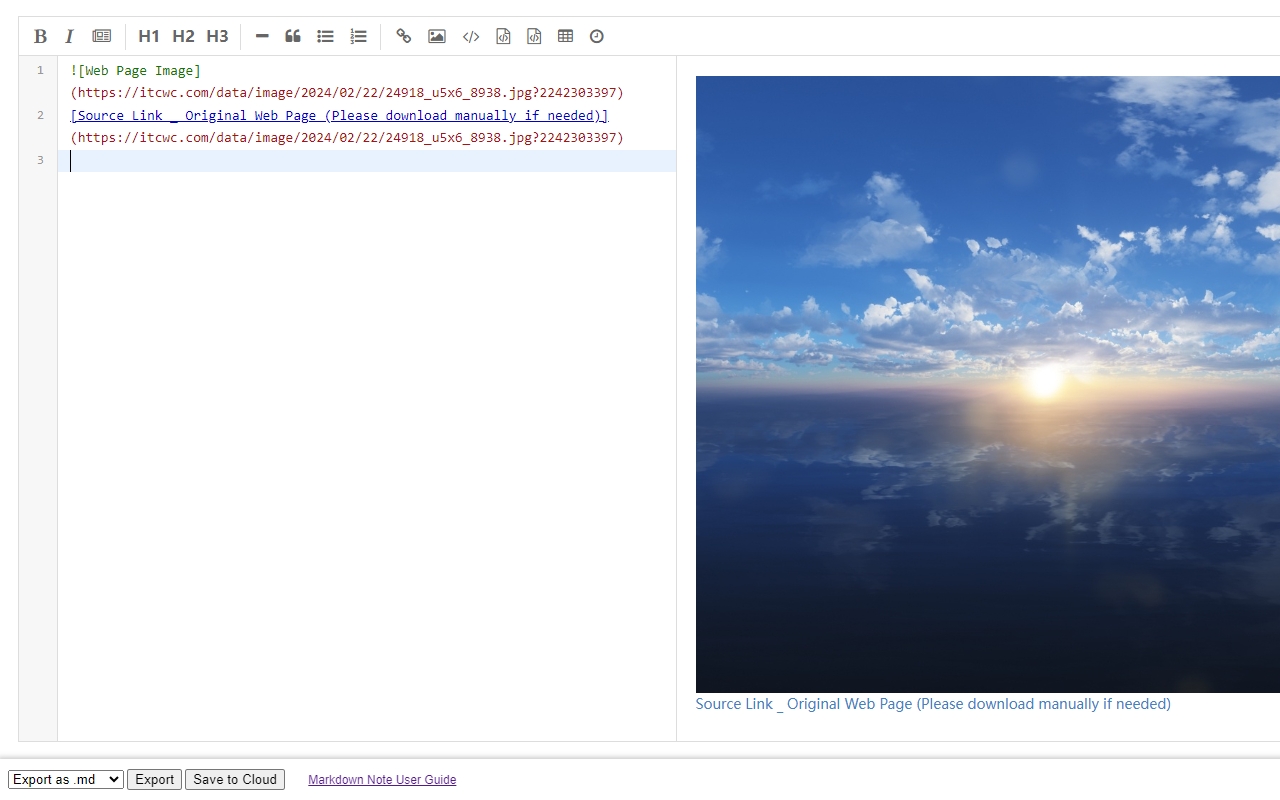 B I H1 H2 H3
1 ![Web Page Image]
(https://itcwc.com/data/image/2024/02/22/24918_u5x6_8938.jpg?2242303397)
2 [Source Link _ Original Web Page (Please download manually if needed)]
(https://itcwc.com/data/image/2024/02/22/24918_u5x6_8938.jpg?2242303397)
3
Source Link _ Original Web Page (Please download manually if needed)
Export as .md Export Save to Cloud Markdown Note User Guide